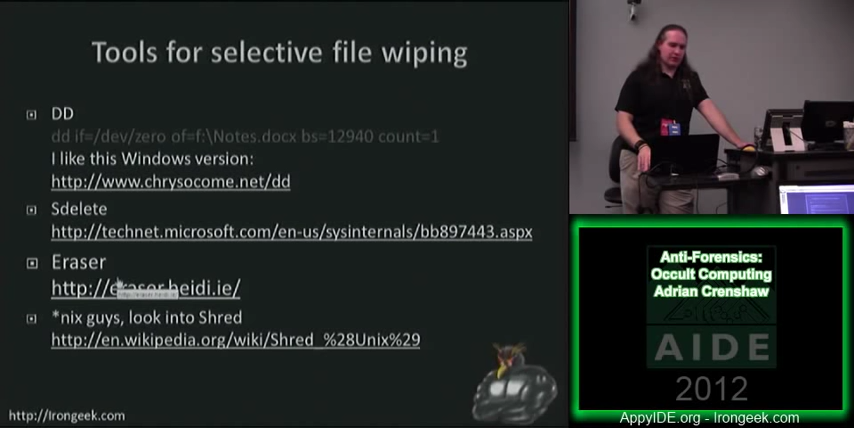 Tools for selective file wiping
DD
dd if=/dev/zero of=f:\Notes.docx bs=12940 count=1
I like this Windows version:
http://www.chrysocome.net/dd
Sdelete
http://technet.microsoft.com/en-us/sysinternals/bb897443.aspx
Eraser
http://eraser.heidi.ie/
*nix guys, look into Shred
http://en.wikipedia.org/wiki/Shred_%28Unix%29
http://Irongeek.com
Anti-Forensics:
Occult Computing
Adrian Crenshaw
AIDE
2012
AppyIDE.org - Irongeek.com